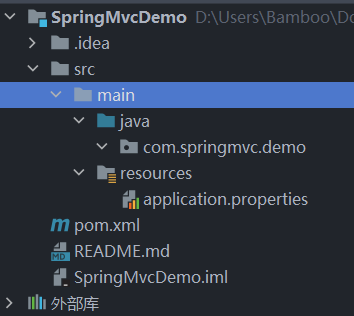 SpringMvcDemo D:\Users\Bamboo\Do
.idea
src
main
java
com.springmvc.demo
resources
application.properties
pom.xml
README.md
SpringMvcDemo.iml
外部库